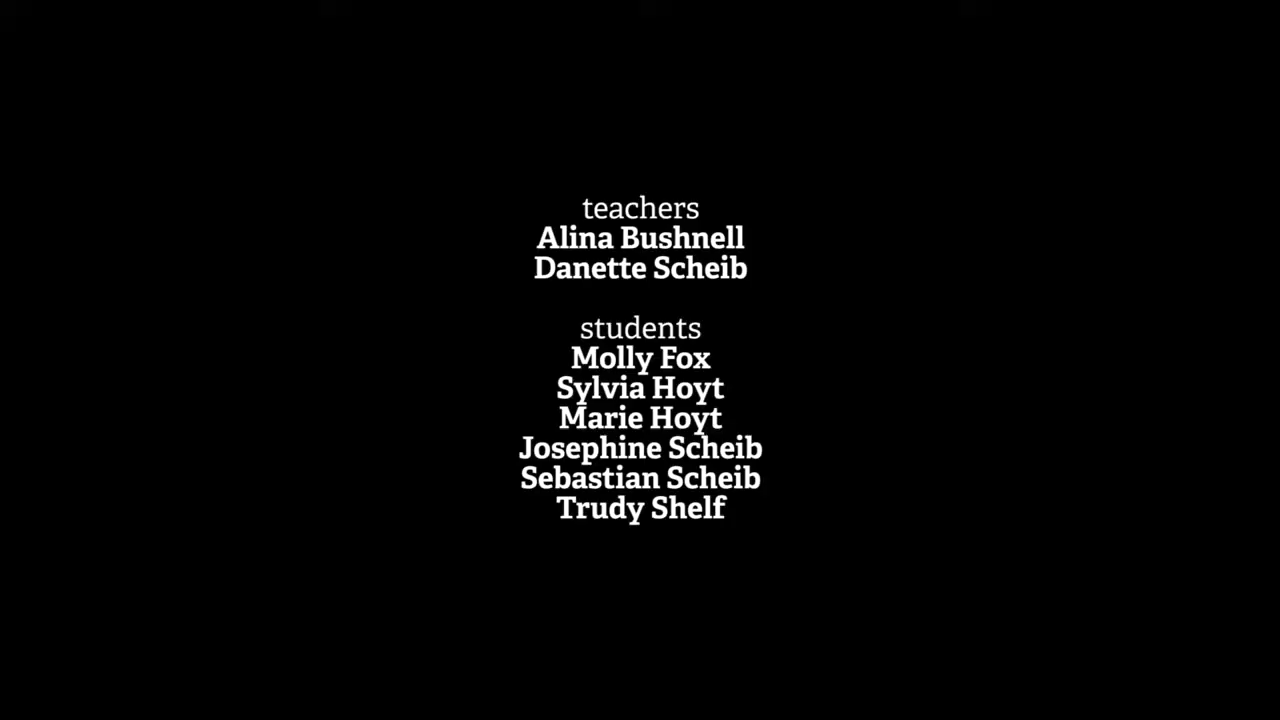 teachers
Alina Bushnell
Danette Scheib
students
Molly Fox
Sylvia Hoyt
Marie Hoyt
Josephine Scheib
Sebastian Scheib
Trudy Shelf